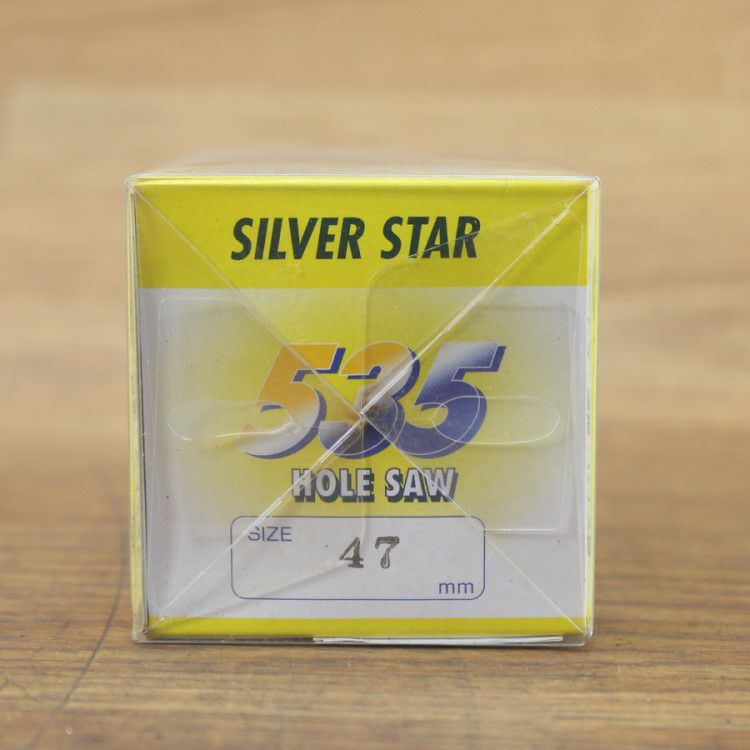 SILVER STAR
535
HOLE SAW
SIZE
47
mm